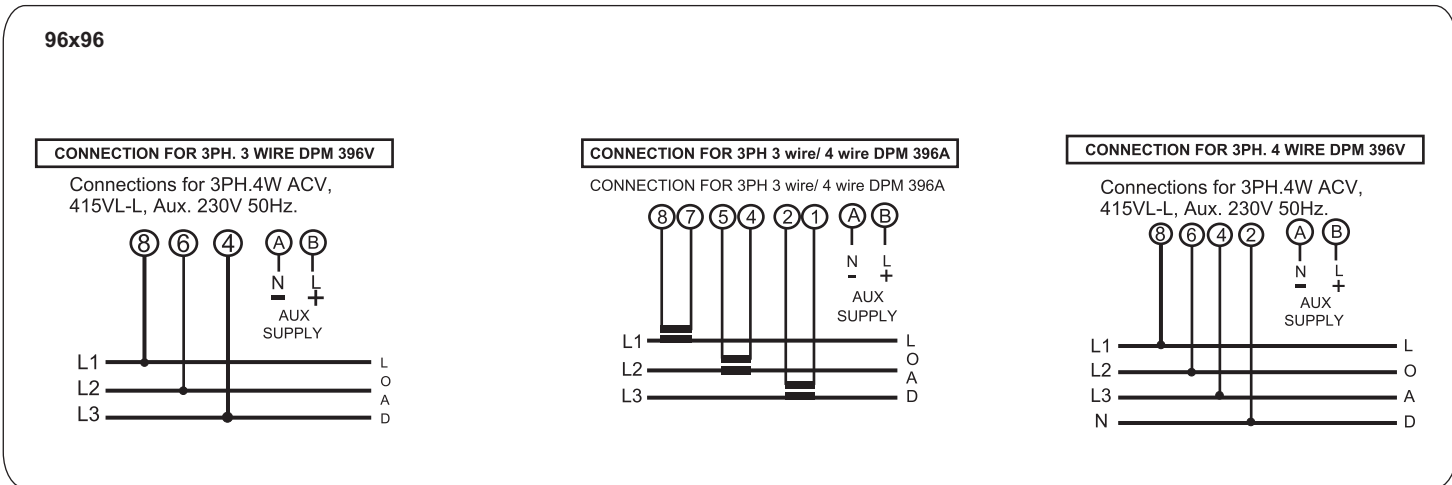 96x96
CONNECTION FOR 3PH. 3 WIRE DPM 396V
Connections for 3PH.4W ACV,
415VL-L, Aux. 230V 50Hz.
8 6 4 A B
N L
- +
AUX
SUPPLY
L1 L
L2 O
A
L3 D
CONNECTION FOR 3PH 3 wire/ 4 wire DPM 396A
CONNECTION FOR 3PH 3 wire/ 4 wire DPM 396A
8 7 5 4 2 1 A B
N L
- +
AUX
SUPPLY
L1 L
O
L2
A
L3 D
CONNECTION FOR 3PH. 4 WIRE DPM 396V
Connections for 3PH.4W ACV,
415VL-L, Aux. 230V 50Hz.
8 6 4 2 A B
N L
- +
AUX
SUPPLY
L1 L
L2 O
L3 A
N D